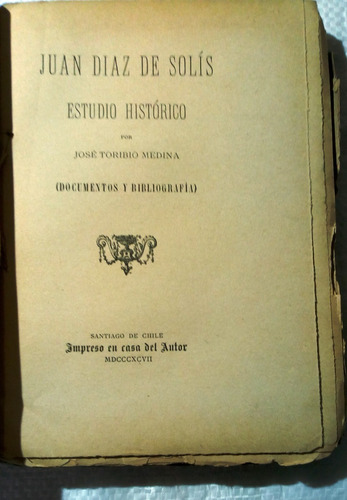 JUAN DIAZ DE SOLÍS
ESTUDIO HISTÓRICO
POR
JOSÉ TORIBIO MEDINA
(DOCUMENTOS Y BIBLIOGRAFÍA)
SANTIAGO DE CHILE
Impreso en casa del Autor
MDCCCXCVII